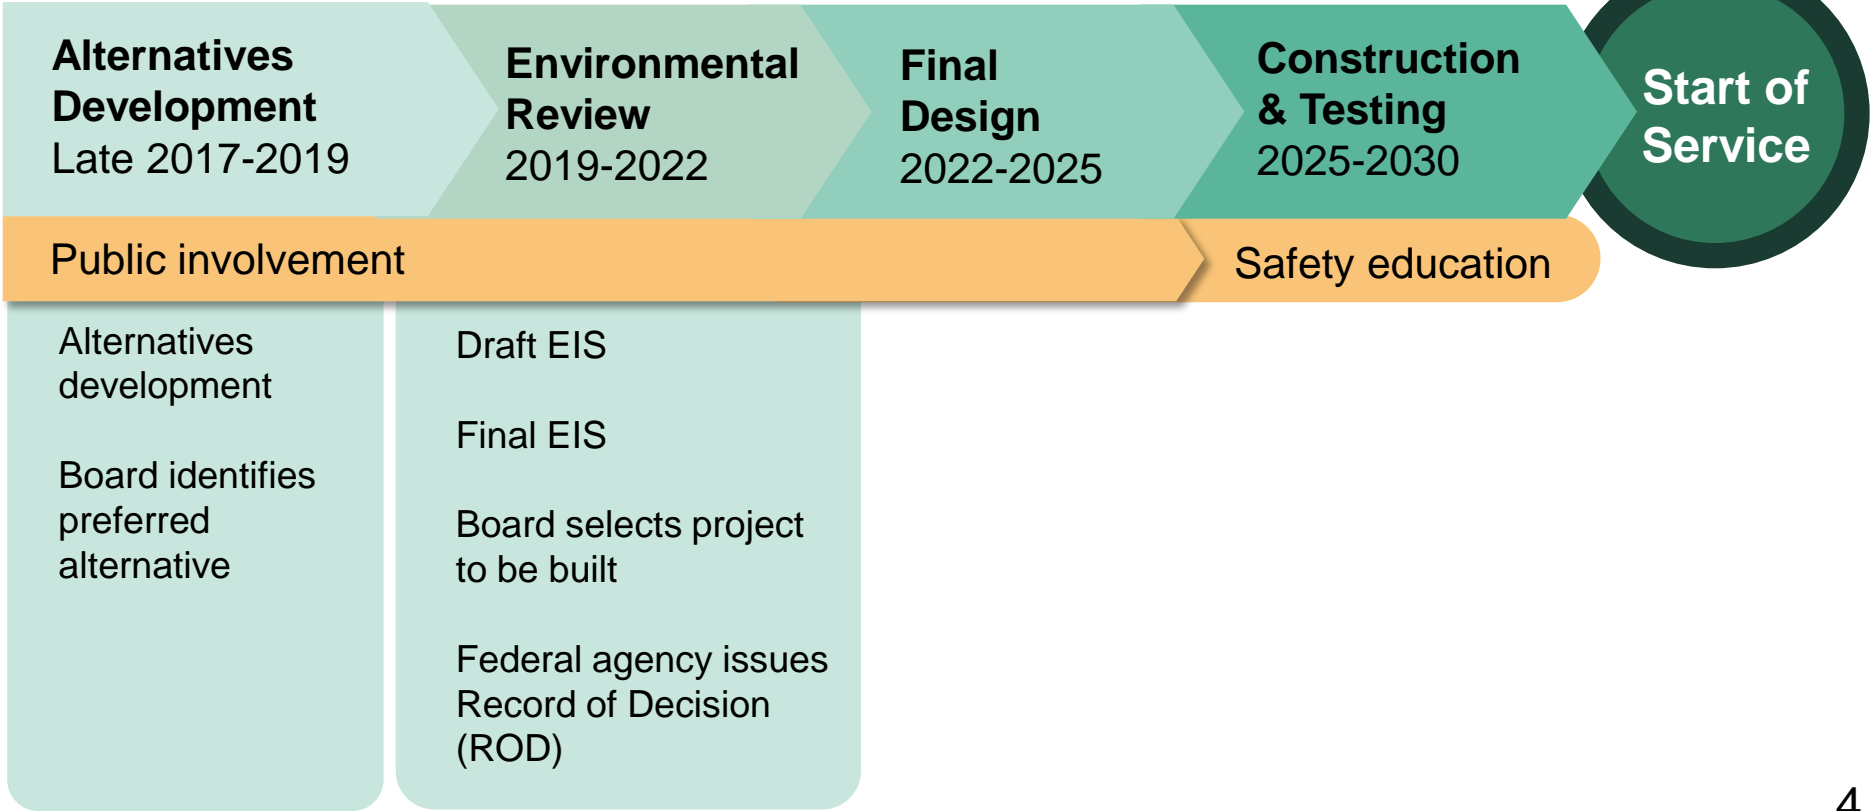 Alternatives
Development
Late 2017-2019
Environmental
Review
2019-2022
Final
Design
2022-2025
Construction
& Testing
2025-2030
Start of
Service
Public involvement
Safety education
Alternatives
development
Board identifies
preferred
alternative
Draft EIS
Final EIS
Board selects project
to be built
Federal agency issues
Record of Decision
(ROD)
4